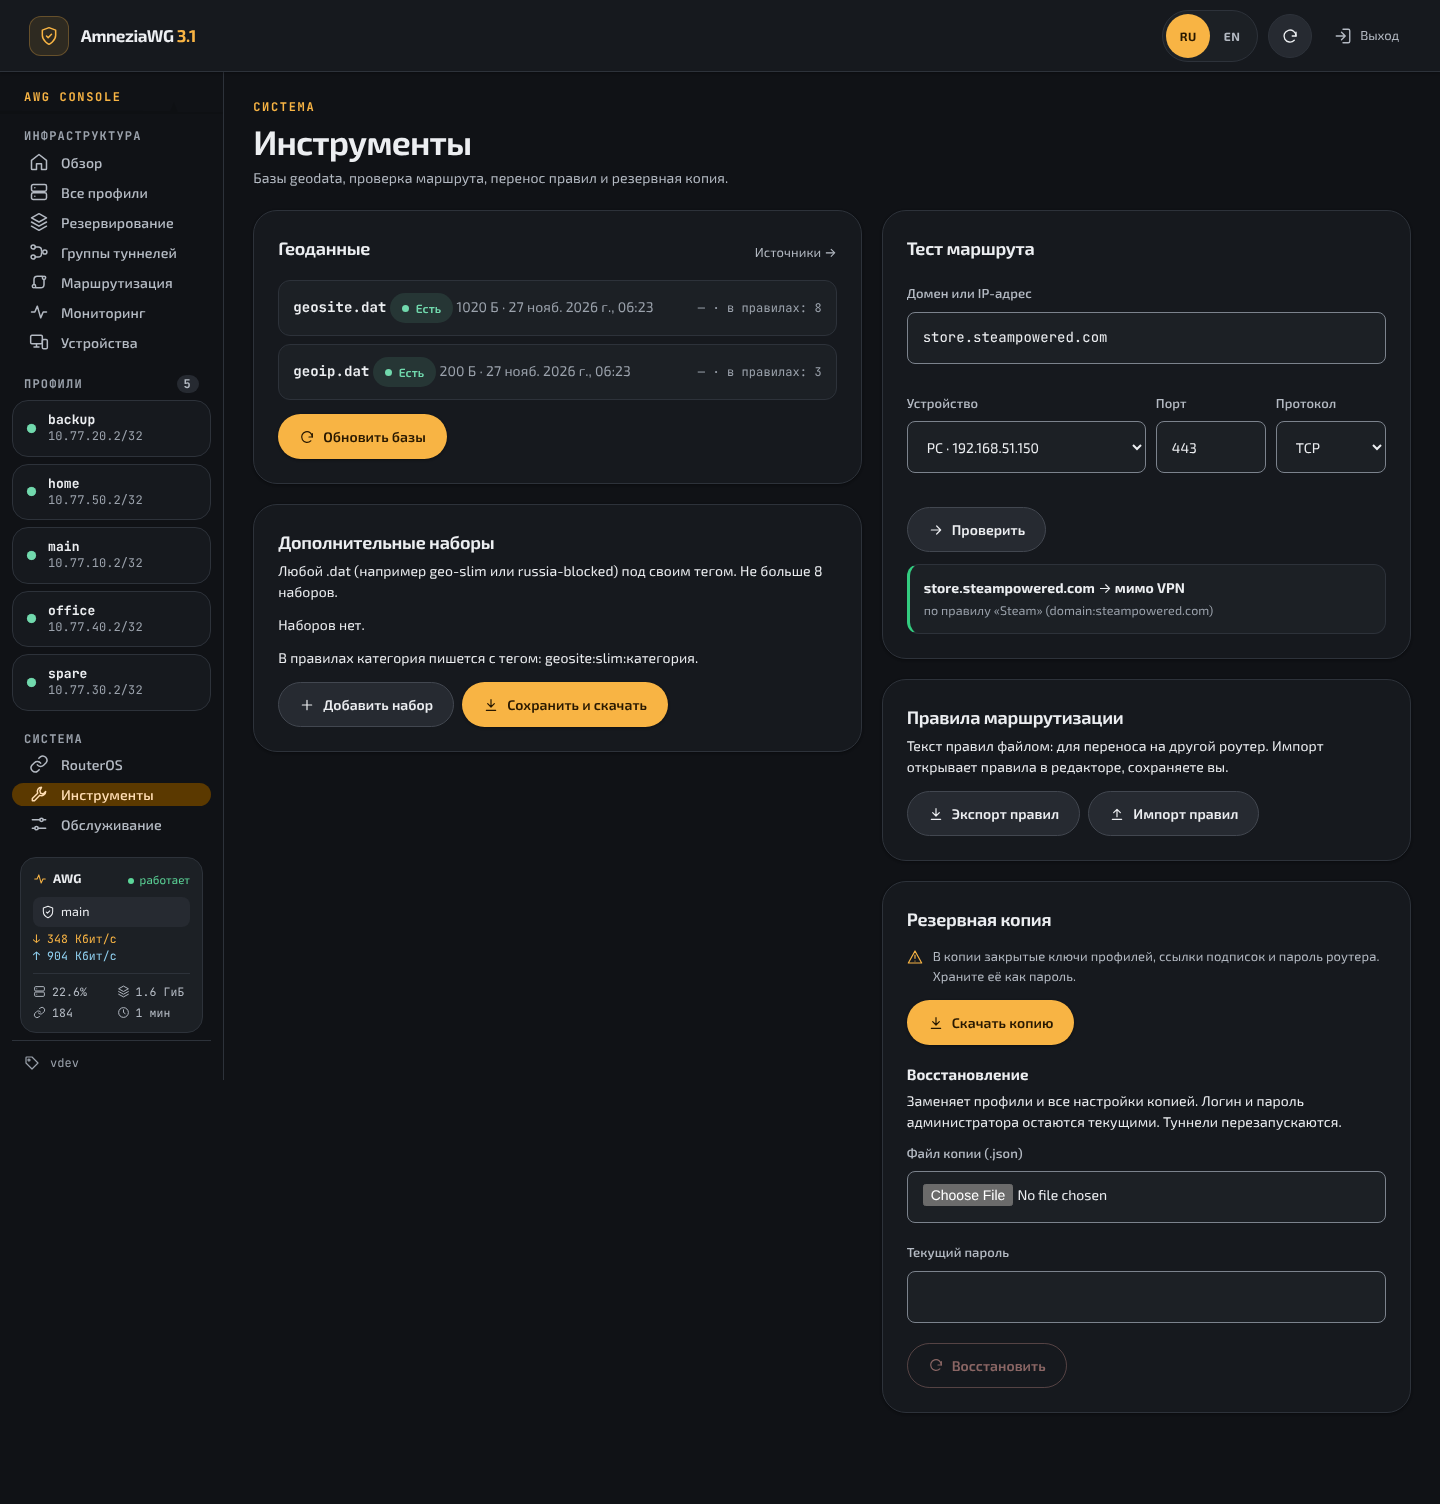 AmneziaWG 3.1
RU
EN
Выход
AWG CONSOLE
ИНФРАСТРУКТУРА
Обзор
Все профили
Резервирование
Группы туннелей
Маршрутизация
Мониторинг
Устройства
ПРОФИЛИ 5
backup
10.77.20.2/32
home
10.77.50.2/32
main
10.77.10.2/32
office
10.77.40.2/32
spare
10.77.30.2/32
СИСТЕМА
RouterOS
Инструменты
Обслуживание
AWG работает
main
↓ 348 Кбит/с
↑ 904 Кбит/с
22.6% 1.6 ГиБ
184 1 мин
vdev
СИСТЕМА
Инструменты
Базы geodata, проверка маршрута, перенос правил и резервная копия.
Геоданные
Источники →
geosite.dat Есть 1020 Б · 27 нояб. 2026 г., 06:23 — · в правилах: 8
geoip.dat Есть 200 Б · 27 нояб. 2026 г., 06:23 — · в правилах: 3
Обновить базы
Дополнительные наборы
Любой .dat (например geo-slim или russia-blocked) под своим тегом. Не больше 8
наборов.
Наборов нет.
В правилах категория пишется с тегом: geosite:slim:категория.
Добавить набор
Сохранить и скачать
Тест маршрута
Домен или IP-адрес
store.steampowered.com
Устройство Порт Протокол
PC · 192.168.51.150 443 TCP
Проверить
store.steampowered.com → мимо VPN
по правилу «Steam» (domain:steampowered.com)
Правила маршрутизации
Текст правил файлом: для переноса на другой роутер. Импорт
открывает правила в редакторе, сохраняете вы.
Экспорт правил
Импорт правил
Резервная копия
В копии закрытые ключи профилей, ссылки подписок и пароль роутера.
Храните её как пароль.
Скачать копию
Восстановление
Заменяет профили и все настройки копией. Логин и пароль
администратора остаются текущими. Туннели перезапускаются.
Файл копии (.json)
Choose File No file chosen
Текущий пароль
Восстановить